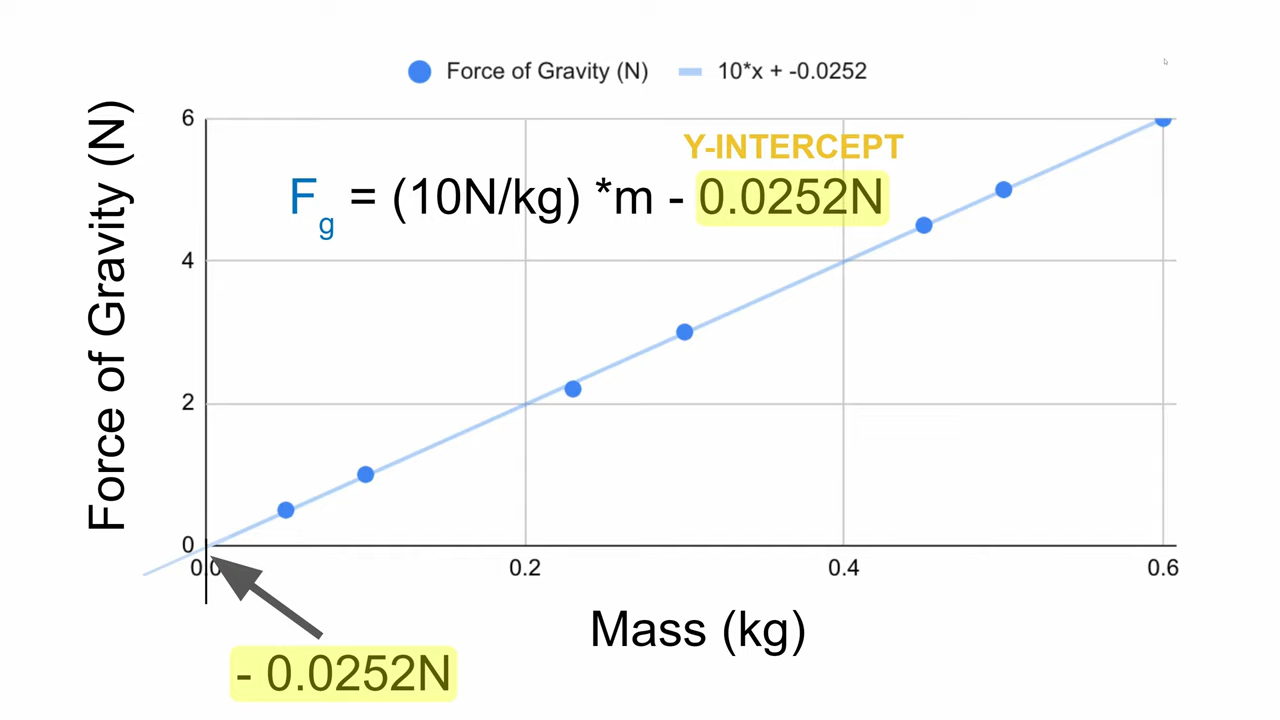 Force of Gravity (N) 10*x + -0.0252
Force of Gravity (N)
6
4
2
0
Y-INTERCEPT
Fg = (10N/kg) *m - 0.0252N
0.0 0.2 0.4 0.6
Mass (kg)
- 0.0252N